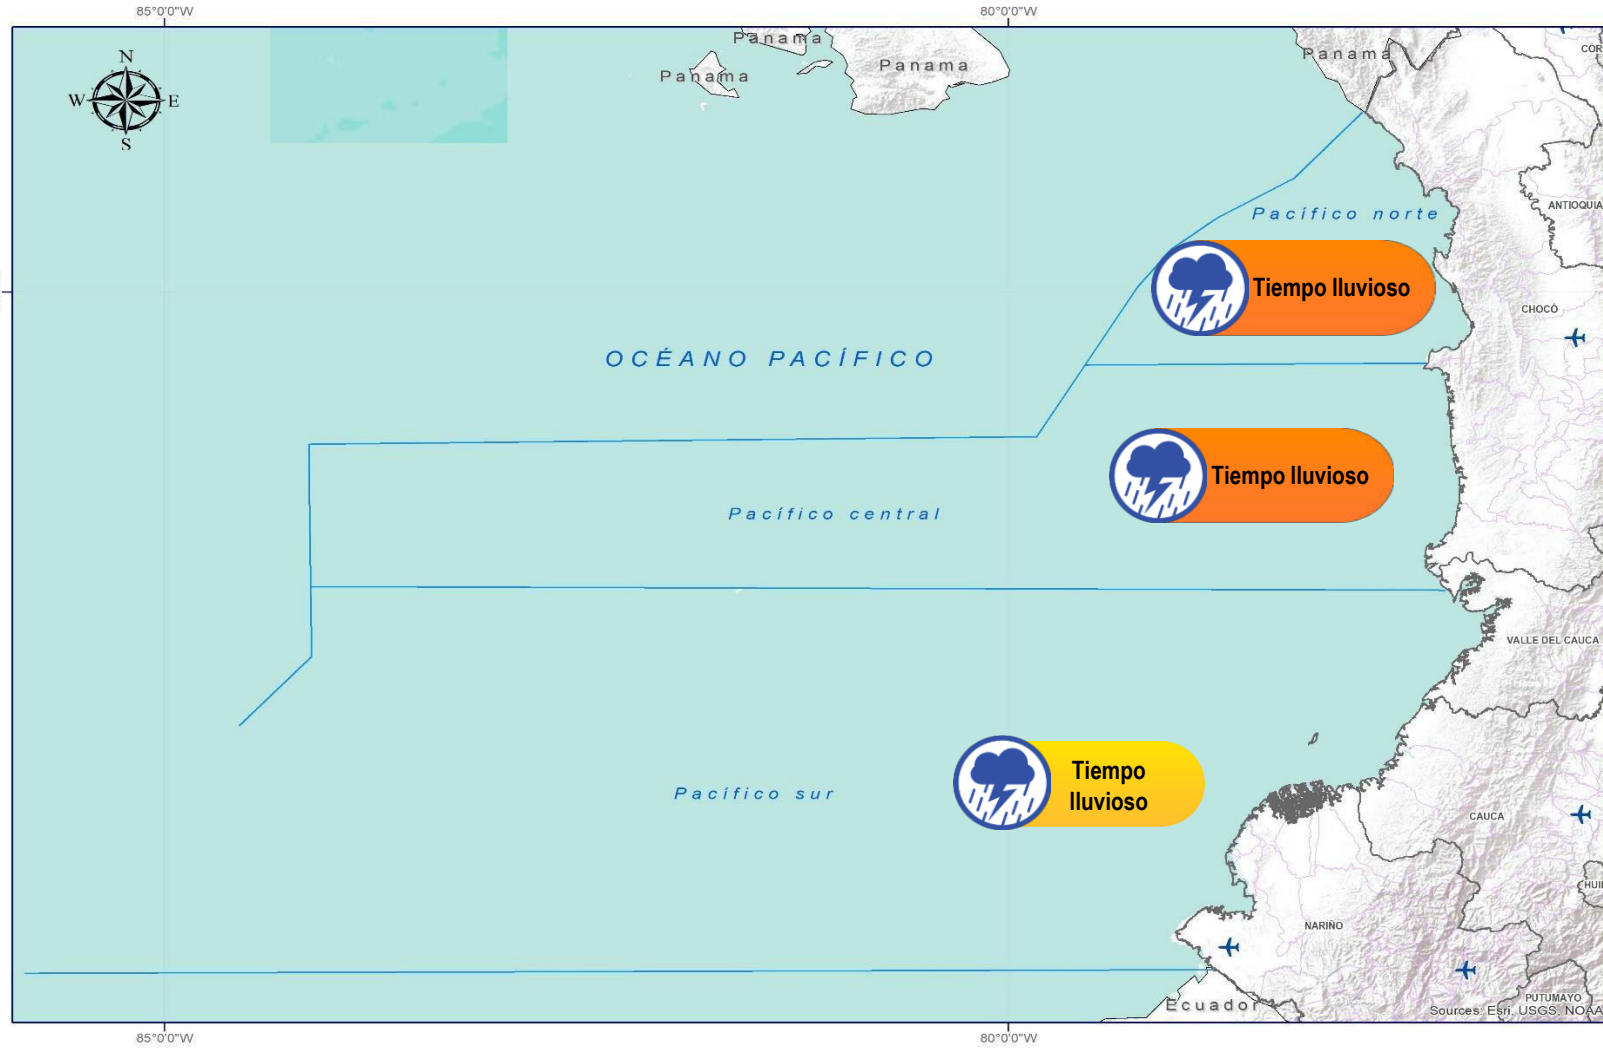 85°0'0"W
80°0'0"W
N
W
E
S
Panama
Panama
Panama
Panama
COR
ANTIOQUIA
Pacífico norte
Tiempo lluvioso
CHOCÓ
OCÉANO PACÍFICO
Tiempo lluvioso
Pacífico central
VALLE DEL CAUCA
Tiempo
lluvioso
Pacífico sur
CAUCA
HUI
NARIÑO
PUTUMAYO
Ecuador
Sources: Esri, USGS, NOAA
85°0'0"W
80°0'0"W